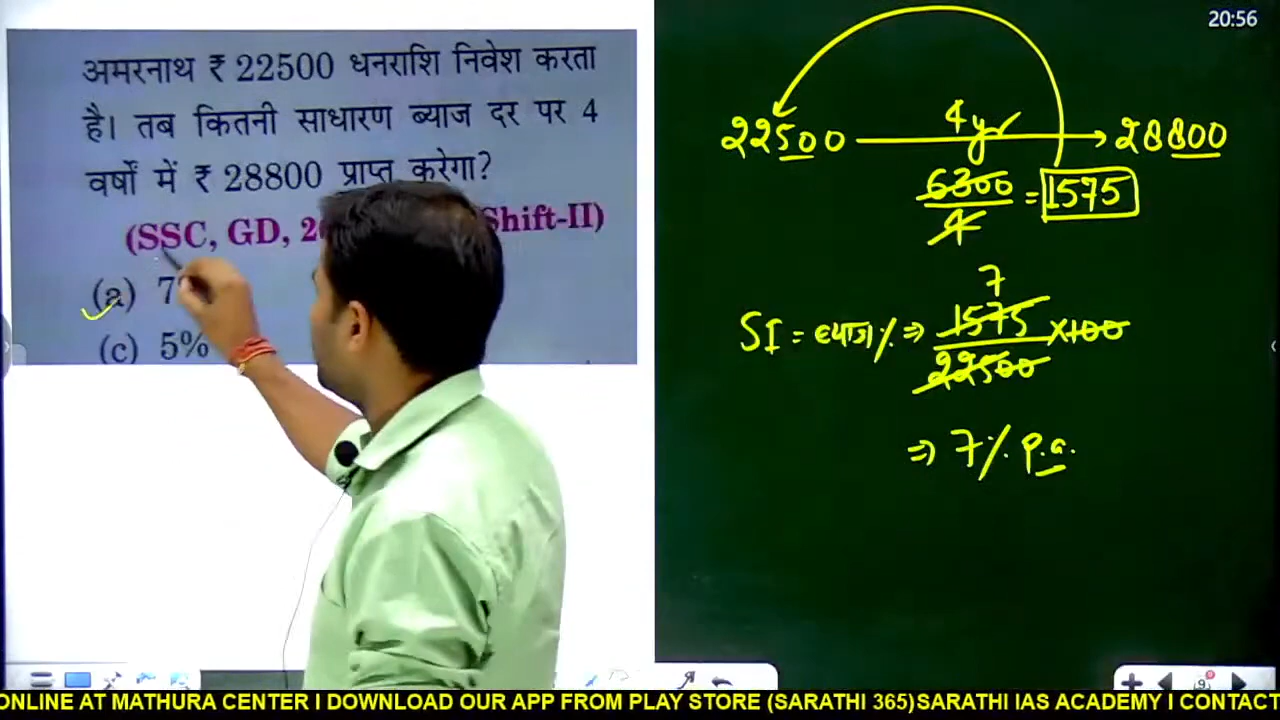 20:56
अमरनाथ ₹ 22500 धनराशि निवेश करता
है। तब कितनी साधारण ब्याज दर पर 4
वर्षों में ₹ 28800 प्राप्त करेगा?
(SSC, GD, Shift-II)
(a) 7
(c) 5%
22500 4 yr 28800
6300/4 = 1575
7
SI = ब्याज% ⇒ 1575/22500 ×100
⇒ 7% p.a.
ONLINE AT MATHURA CENTER I DOWNLOAD OUR APP FROM PLAY STORE (SARATHI 365)SARATHI IAS ACADEMY I CONTACT